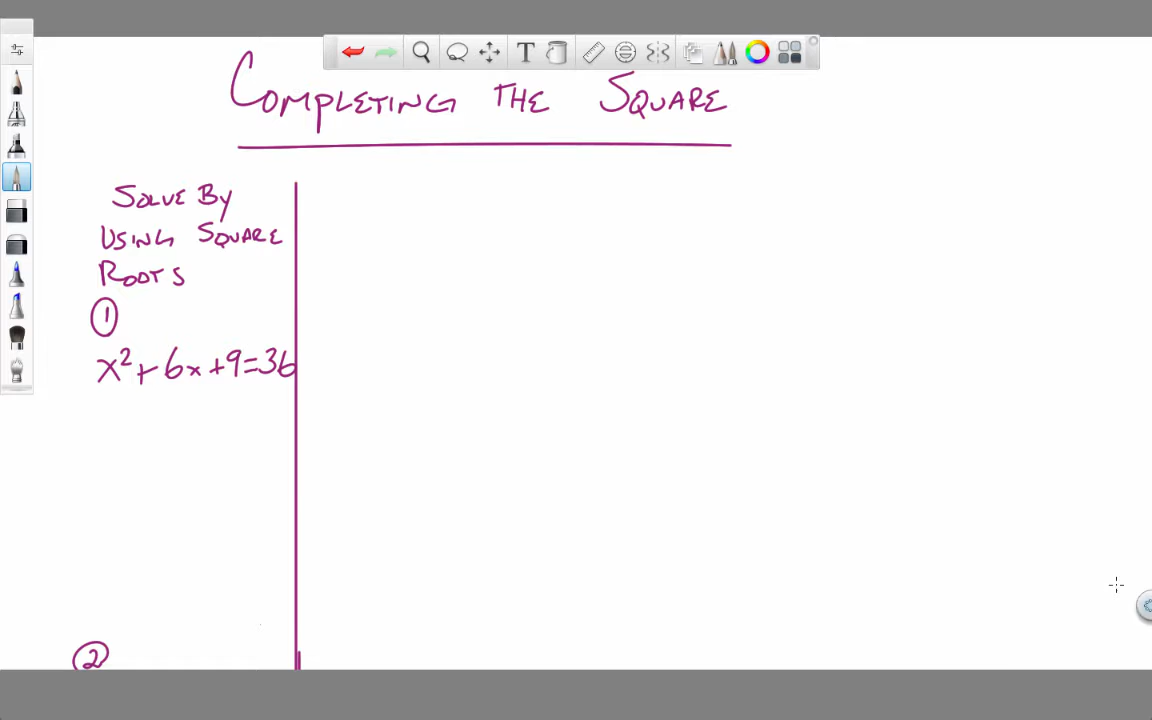 COMPLETING THE SQUARE
SOLVE BY
USING SQUARE
ROOTS
①
x²+6x+9=36
②